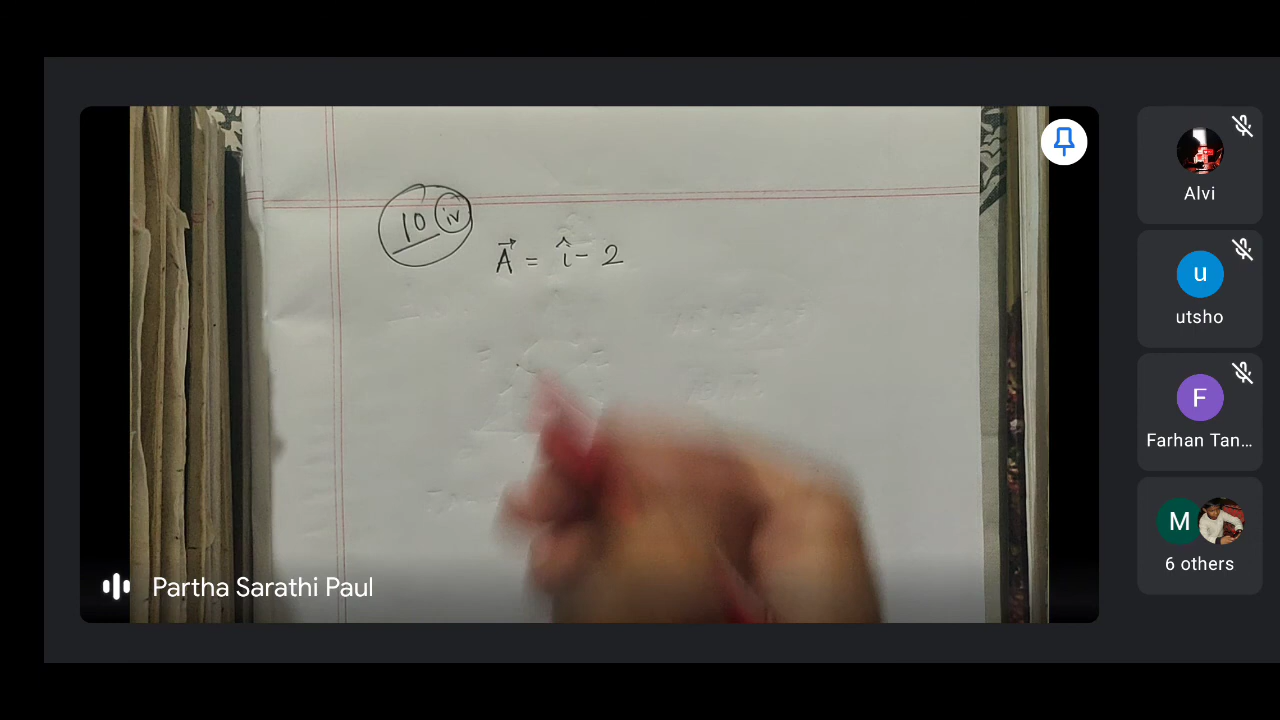 10 iv
A⃗ = î - 2
Partha Sarathi Paul
Alvi
u
utsho
F
Farhan Tan...
M
6 others